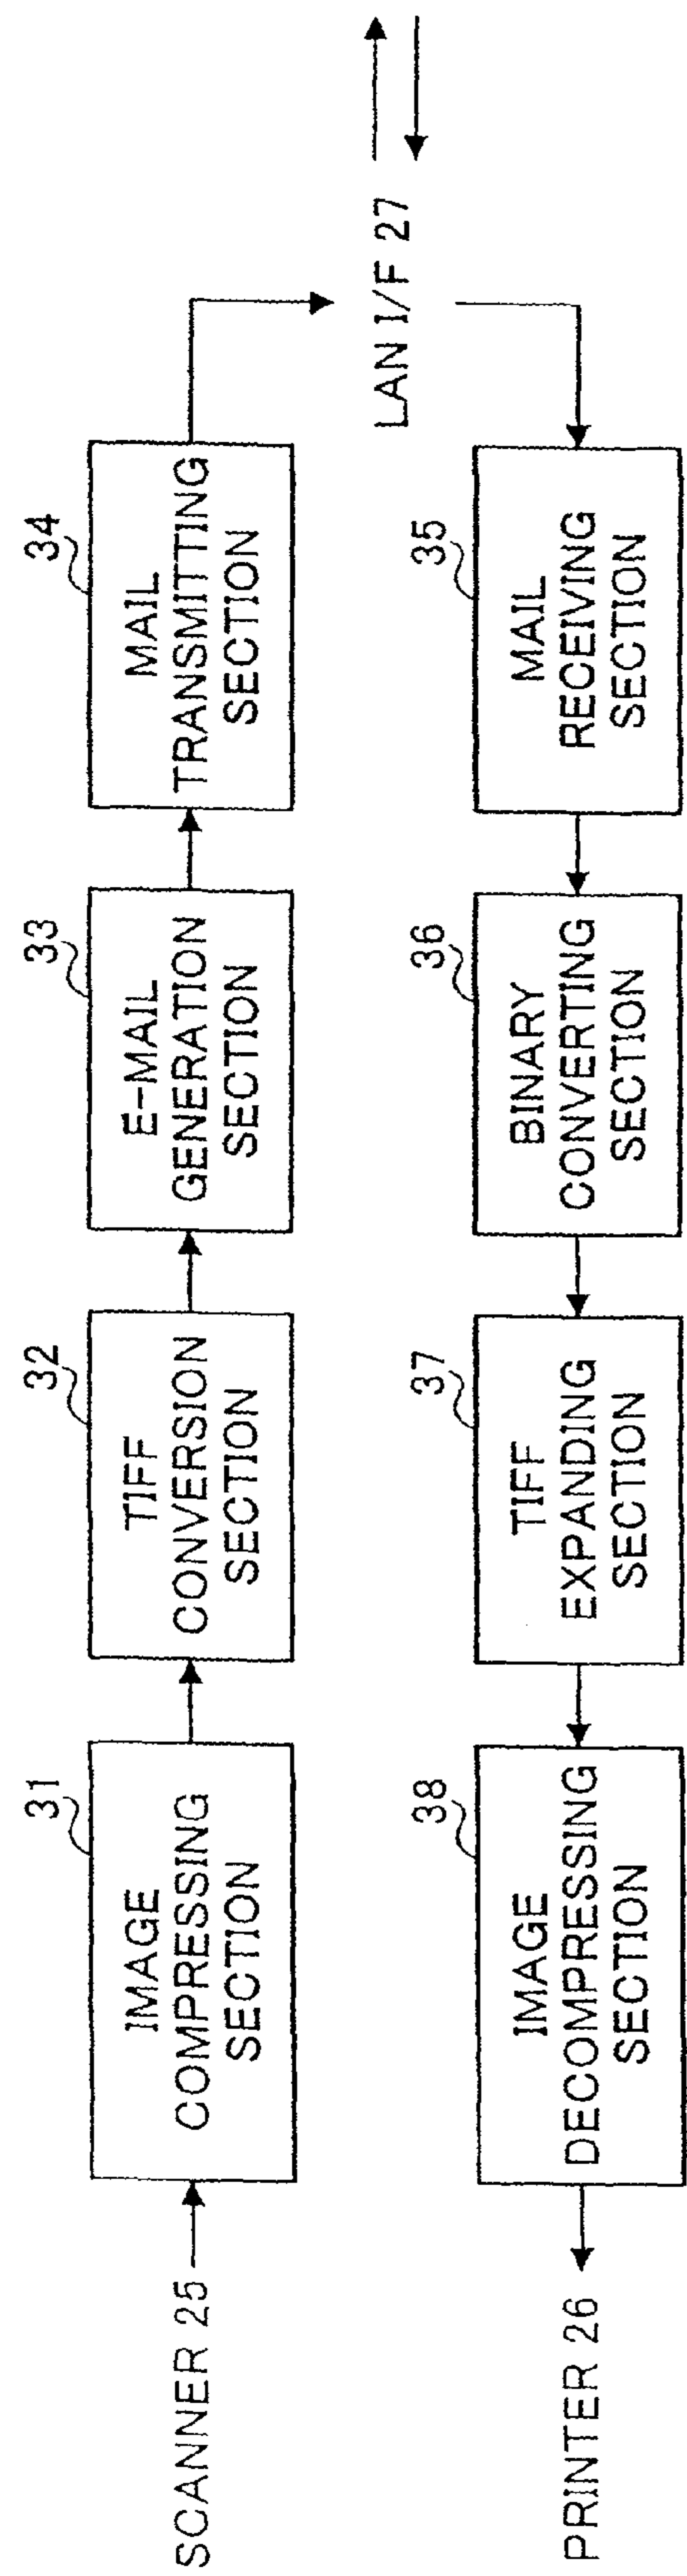 SCANNER 25
31
IMAGE
COMPRESSING
SECTION
32
TIFF
CONVERSION
SECTION
33
E-MAIL
GENERATION
SECTION
34
MAIL
TRANSMITTING
SECTION
LAN I/F 27
35
MAIL
RECEIVING
SECTION
36
BINARY
CONVERTING
SECTION
37
TIFF
EXPANDING
SECTION
38
IMAGE
DECOMPRESSING
SECTION
PRINTER 26